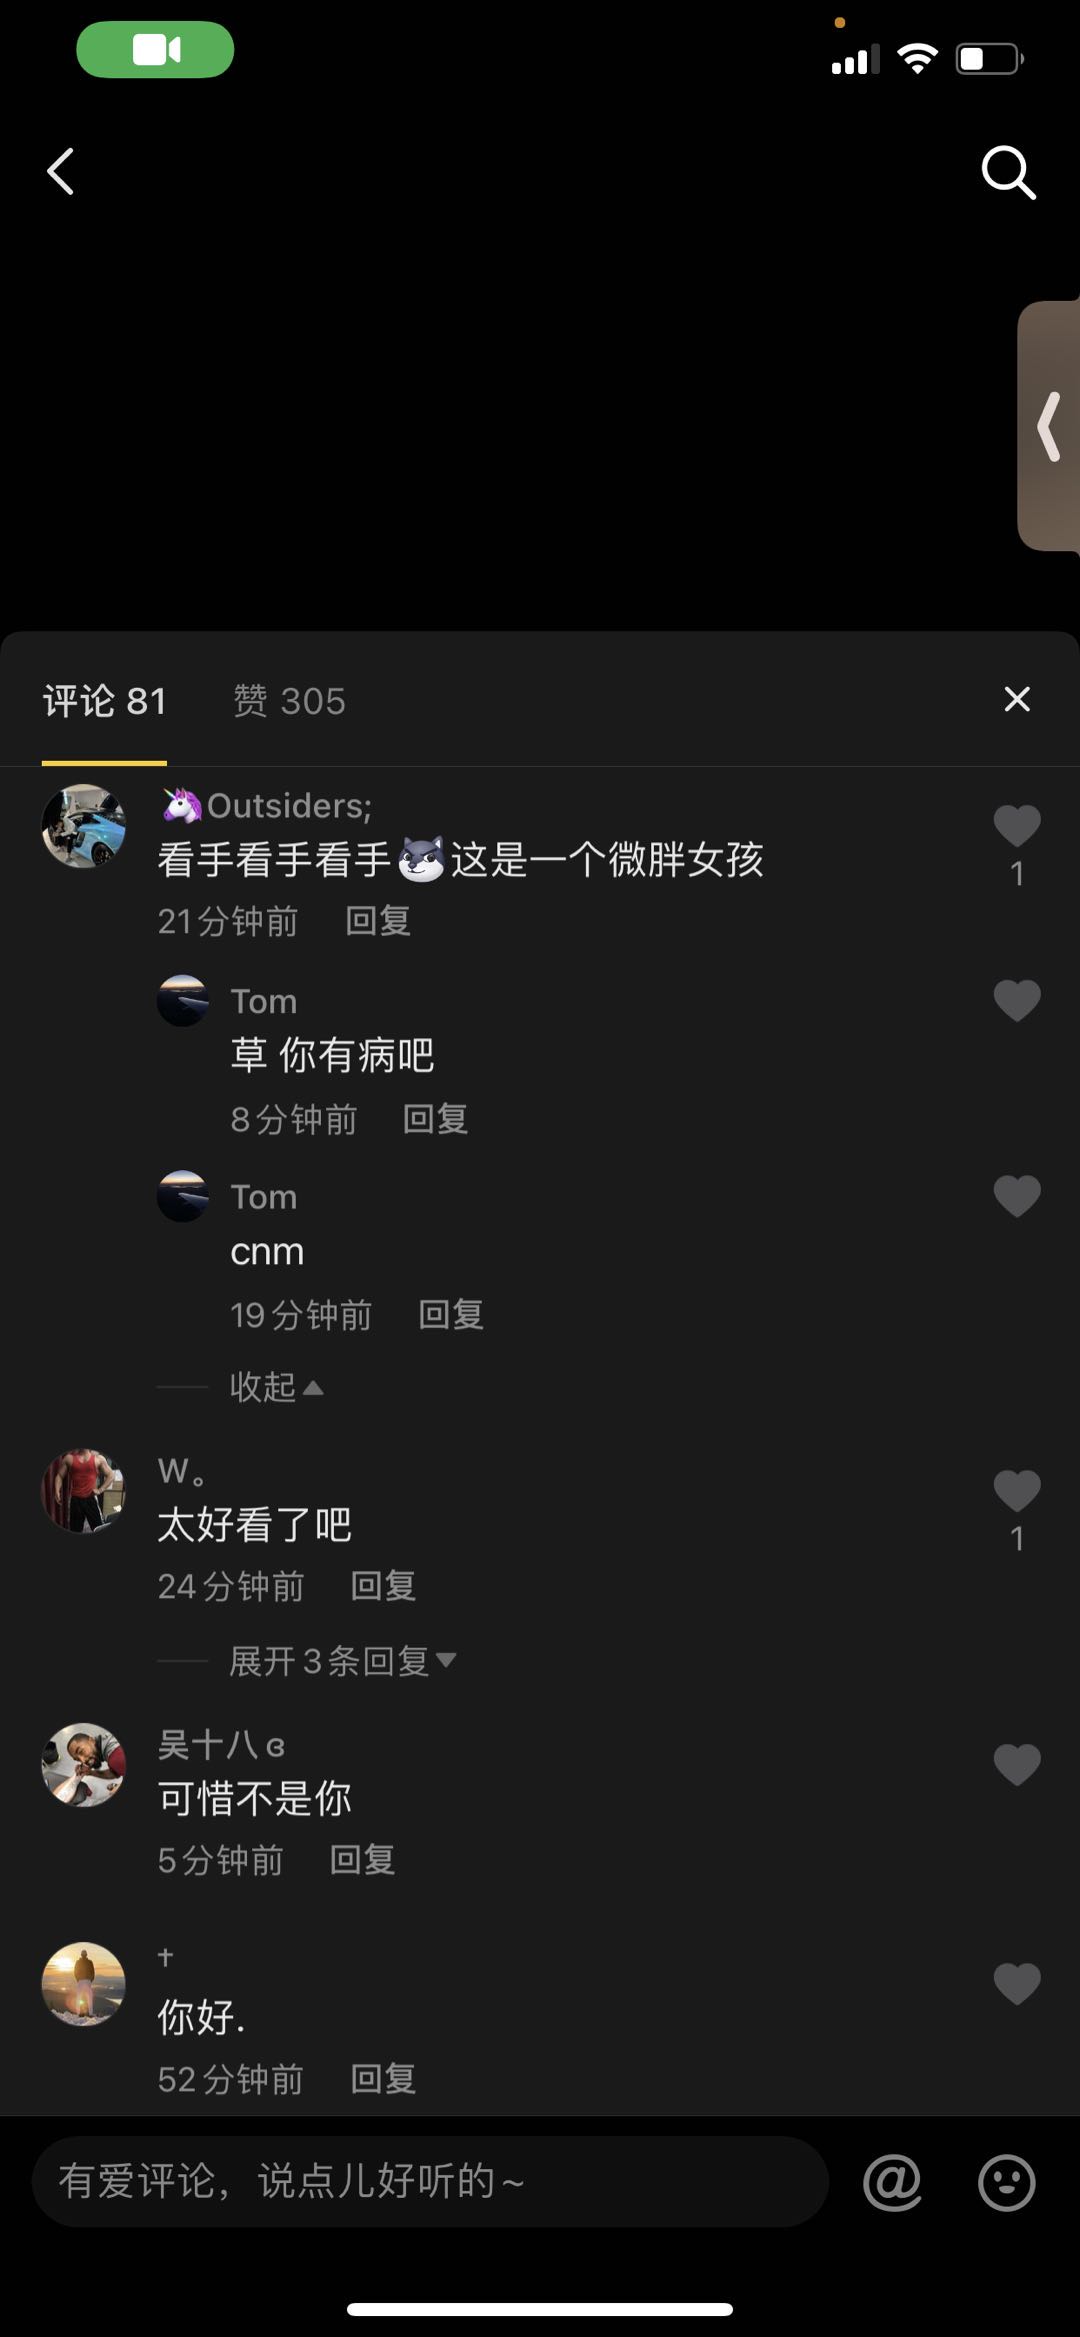 评论 81
赞 305
🦄Outsiders;
看手看手看手这是一个微胖女孩
1
21分钟前 回复
Tom
草 你有病吧
8分钟前 回复
Tom
cnm
19分钟前 回复
收起
W。
太好看了吧
1
24分钟前 回复
展开3条回复
吴十八ɞ
可惜不是你
5分钟前 回复
†
你好.
52分钟前 回复
有爱评论，说点儿好听的~
@